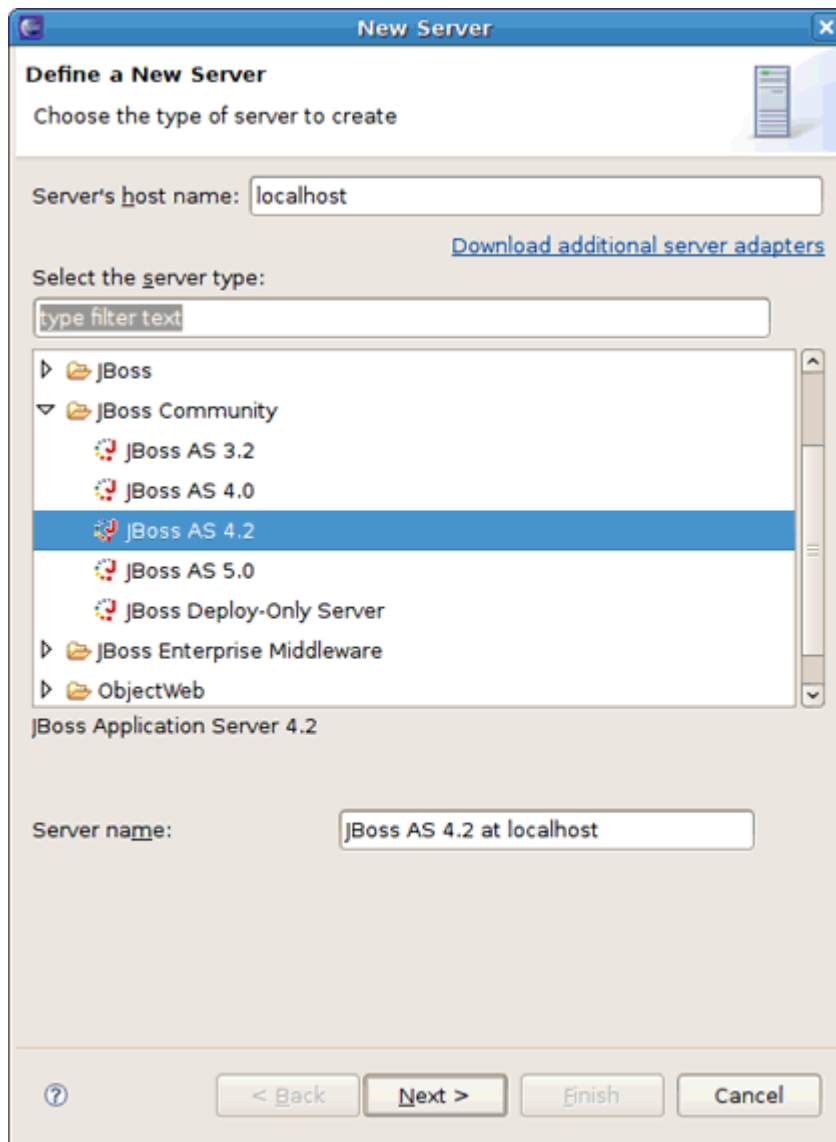 New Server
Define a New Server
Choose the type of server to create
Server's host name: localhost
Download additional server adapters
Select the server type:
type filter text
JBoss
JBoss Community
JBoss AS 3.2
JBoss AS 4.0
JBoss AS 4.2
JBoss AS 5.0
JBoss Deploy-Only Server
JBoss Enterprise Middleware
ObjectWeb
JBoss Application Server 4.2
Server name: JBoss AS 4.2 at localhost
? < Back Next > Finish Cancel